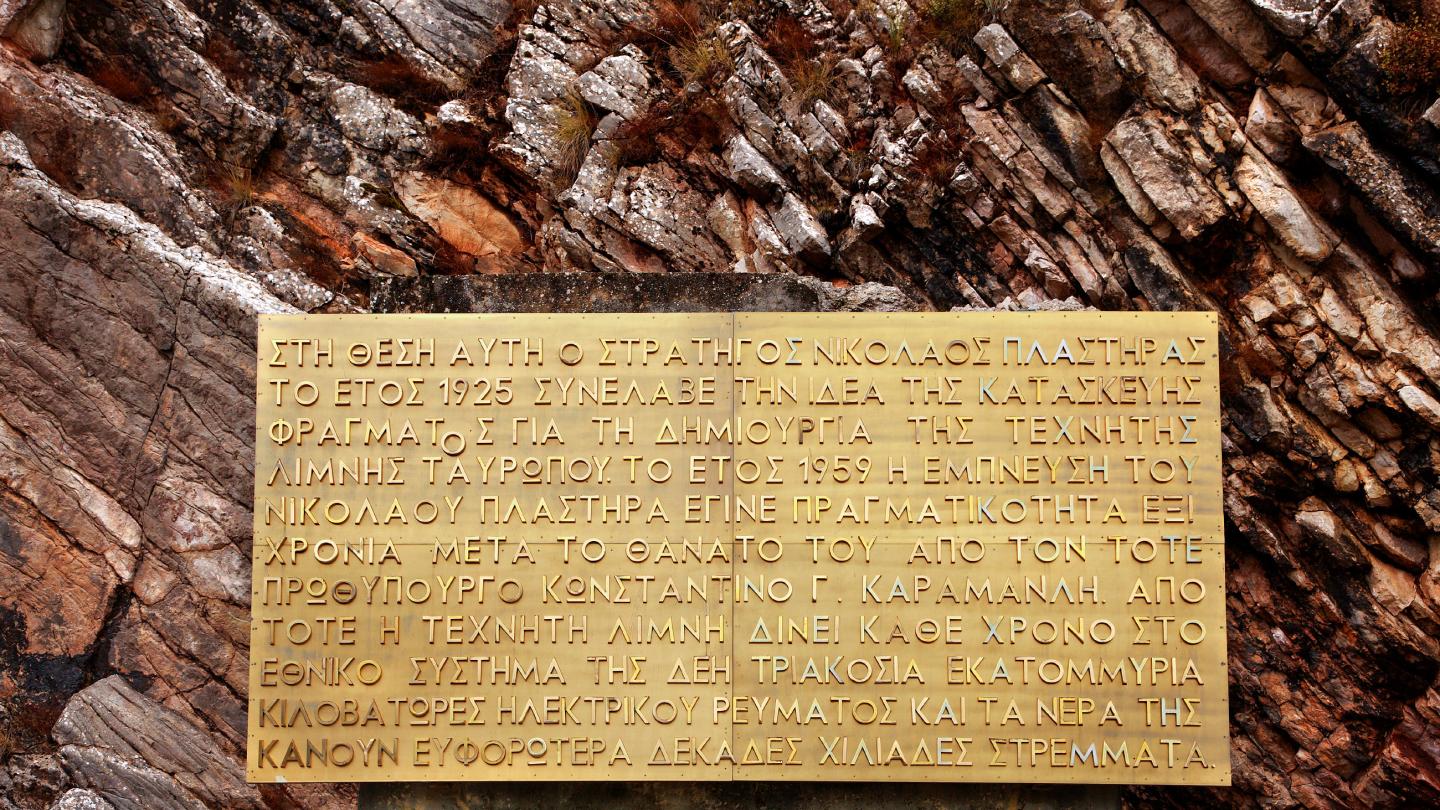 ΣΤΗ ΘΕΣΗ ΑΥΤΗ Ο ΣΤΡΑΤΗΓΟΣ ΝΙΚΟΛΑΟΣ ΠΛΑΣΤΗΡΑΣ
ΤΟ ΕΤΟΣ 1925 ΣΥΝΕΛΑΒΕ ΤΗΝ ΙΔΕΑ ΤΗΣ ΚΑΤΑΣΚΕΥΗΣ
ΦΡΑΓΜΑΤΟΣ ΓΙΑ ΤΗ ΔΗΜΙΟΥΡΓΙΑ ΤΗΣ ΤΕΧΝΗΤΗΣ
ΛΙΜΝΗΣ ΤΑΥΡΩΠΟΥ. ΤΟ ΕΤΟΣ 1959 Η ΕΜΠΝΕΥΣΗ ΤΟΥ
ΝΙΚΟΛΑΟΥ ΠΛΑΣΤΗΡΑ ΕΓΙΝΕ ΠΡΑΓΜΑΤΙΚΟΤΗΤΑ ΕΞΙ
ΧΡΟΝΙΑ ΜΕΤΑ ΤΟ ΘΑΝΑΤΟ ΤΟΥ ΑΠΟ ΤΟΝ ΤΟΤΕ
ΠΡΩΘΥΠΟΥΡΓΟ ΚΩΝΣΤΑΝΤΙΝΟ Γ. ΚΑΡΑΜΑΝΛΗ. ΑΠΟ
ΤΟΤΕ Η ΤΕΧΝΗΤΗ ΛΙΜΝΗ ΔΙΝΕΙ ΚΑΘΕ ΧΡΟΝΟ ΣΤΟ
ΕΘΝΙΚΟ ΣΥΣΤΗΜΑ ΤΗΣ ΔΕΗ ΤΡΙΑΚΟΣΙΑ ΕΚΑΤΟΜΜΥΡΙΑ
ΚΙΛΟΒΑΤΩΡΕΣ ΗΛΕΚΤΡΙΚΟΥ ΡΕΥΜΑΤΟΣ ΚΑΙ ΤΑ ΝΕΡΑ ΤΗΣ
ΚΑΝΟΥΝ ΕΥΦΟΡΩΤΕΡΑ ΔΕΚΑΔΕΣ ΧΙΛΙΑΔΕΣ ΣΤΡΕΜΜΑΤΑ.